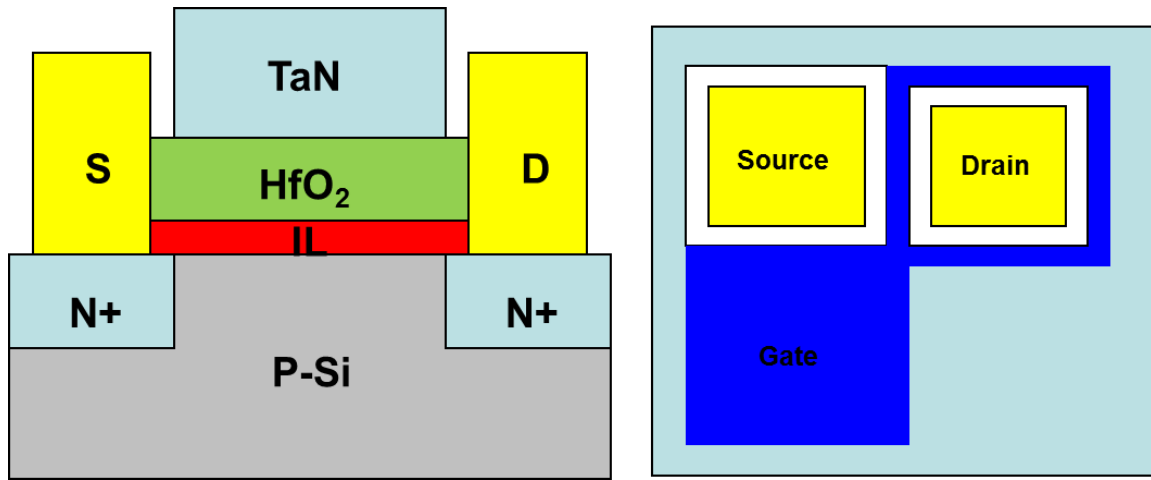 TaN
S
HfO₂
D
IL
N+
N+
P-Si
Source
Drain
Gate